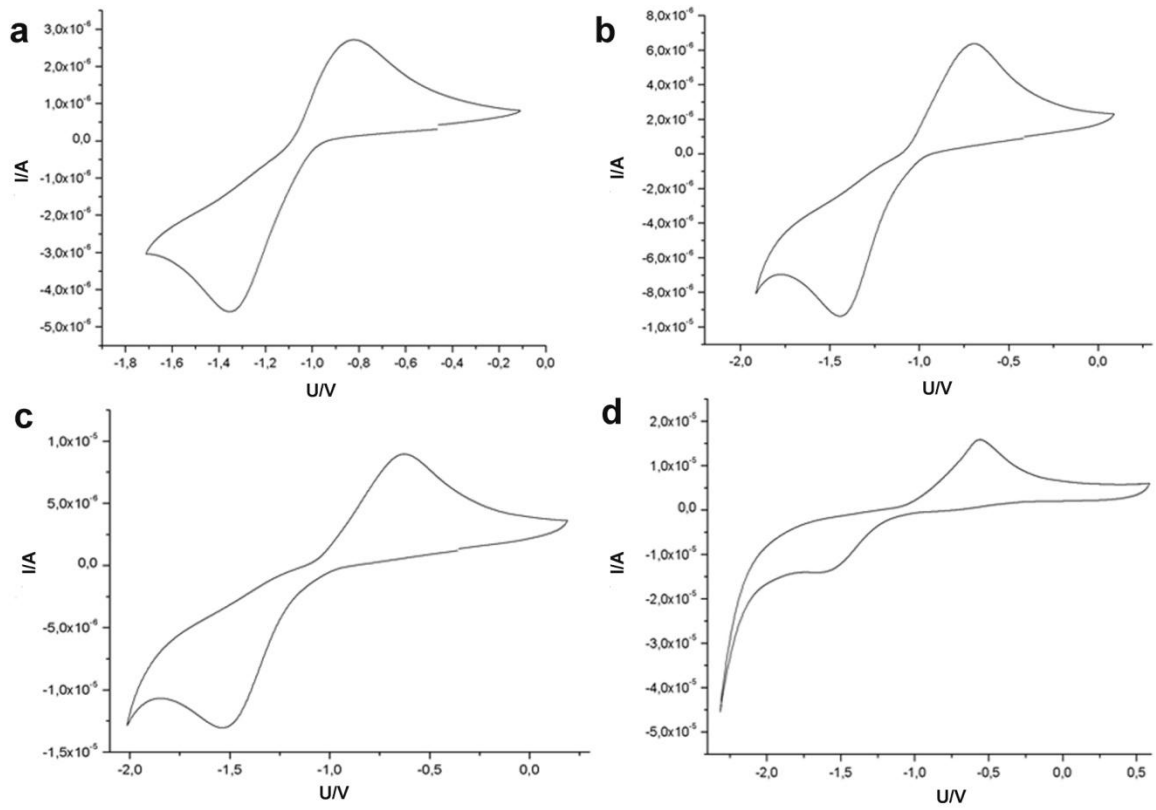 a
3,0x10⁻⁶
2,0x10⁻⁶
1,0x10⁻⁶
0,0
-1,0x10⁻⁶
-2,0x10⁻⁶
-3,0x10⁻⁶
-4,0x10⁻⁶
-5,0x10⁻⁶
I/A
-1,8 -1,6 -1,4 -1,2 -1,0 -0,8 -0,6 -0,4 -0,2 0,0
U/V
b
8,0x10⁻⁶
6,0x10⁻⁶
4,0x10⁻⁶
2,0x10⁻⁶
0,0
-2,0x10⁻⁶
-4,0x10⁻⁶
-6,0x10⁻⁶
-8,0x10⁻⁶
-1,0x10⁻⁵
I/A
-2,0 -1,5 -1,0 -0,5 0,0
U/V
c
1,0x10⁻⁵
5,0x10⁻⁶
0,0
-5,0x10⁻⁶
-1,0x10⁻⁵
-1,5x10⁻⁵
I/A
-2,0 -1,5 -1,0 -0,5 0,0
U/V
d
2,0x10⁻⁵
1,0x10⁻⁵
0,0
-1,0x10⁻⁵
-2,0x10⁻⁵
-3,0x10⁻⁵
-4,0x10⁻⁵
-5,0x10⁻⁵
I/A
-2,0 -1,5 -1,0 -0,5 0,0 0,5
U/V